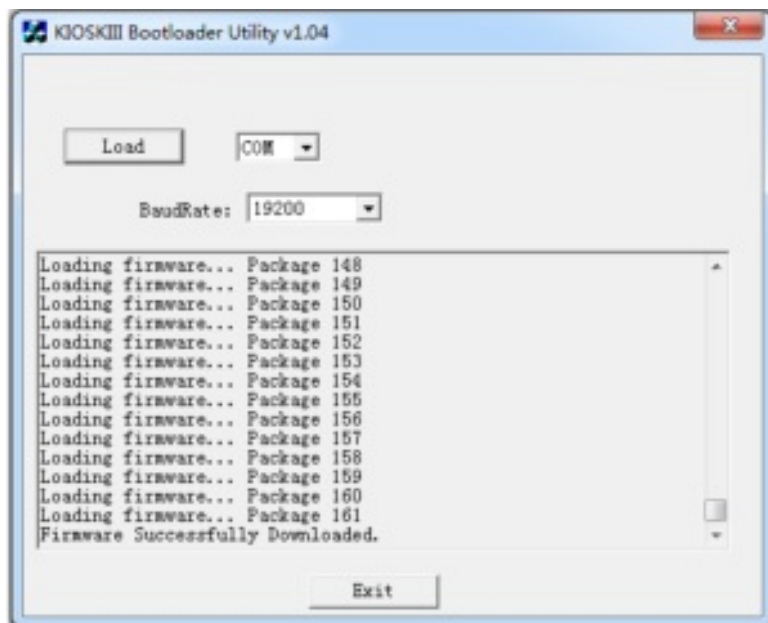 KIOSKIII Bootloader Utility v1.04
Load
COM
BaudRate:
19200
Loading firmware... Package 148
Loading firmware... Package 149
Loading firmware... Package 150
Loading firmware... Package 151
Loading firmware... Package 152
Loading firmware... Package 153
Loading firmware... Package 154
Loading firmware... Package 155
Loading firmware... Package 156
Loading firmware... Package 157
Loading firmware... Package 158
Loading firmware... Package 159
Loading firmware... Package 160
Loading firmware... Package 161
Firmware Successfully Downloaded.
Exit